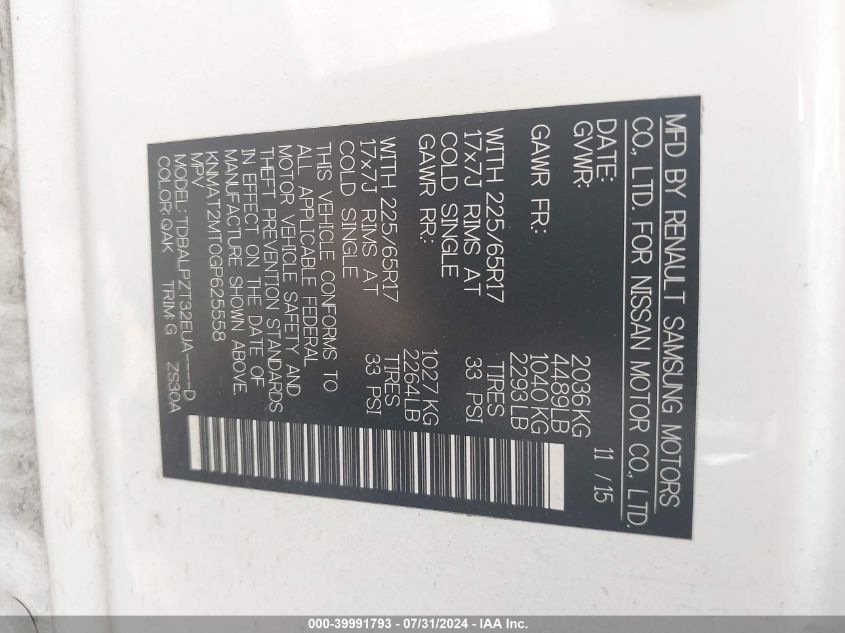 MFD BY RENAULT SAMSUNG MOTORS
CO., LTD. FOR NISSAN MOTOR CO., LTD.
DATE: 11 /15
GVWR: 2036KG
4489LB
GAWR FR: 1040KG
2293LB
WITH 225/65R17 TIRES
17x7J RIMS AT 33 PSI
COLD SINGLE
GAWR RR: 1027KG
2264LB
WITH 225/65R17 TIRES
17x7J RIMS AT 33 PSI
COLD SINGLE
THIS VEHICLE CONFORMS TO
ALL APPLICABLE FEDERAL
MOTOR VEHICLE SAFETY AND
THEFT PREVENTION STANDARDS
IN EFFECT ON THE DATE OF
MANUFACTURE SHOWN ABOVE.
KNMAT2MT0GP625558
MPV
MODEL: TDBALPZT32EUA----D
COLOR: QAK TRIM: G ZS30A
000-39991793 - 07/31/2024 - IAA Inc.